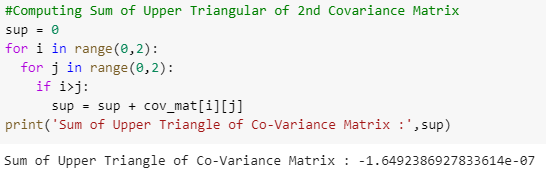 #Computing Sum of Upper Triangular of 2nd Covariance Matrix
sup = 0
for i in range(0,2):
  for j in range(0,2):
    if i>j:
      sup = sup + cov_mat[i][j]
print('Sum of Upper Triangle of Co-Variance Matrix :',sup)
Sum of Upper Triangle of Co-Variance Matrix : -1.6492386927833614e-07